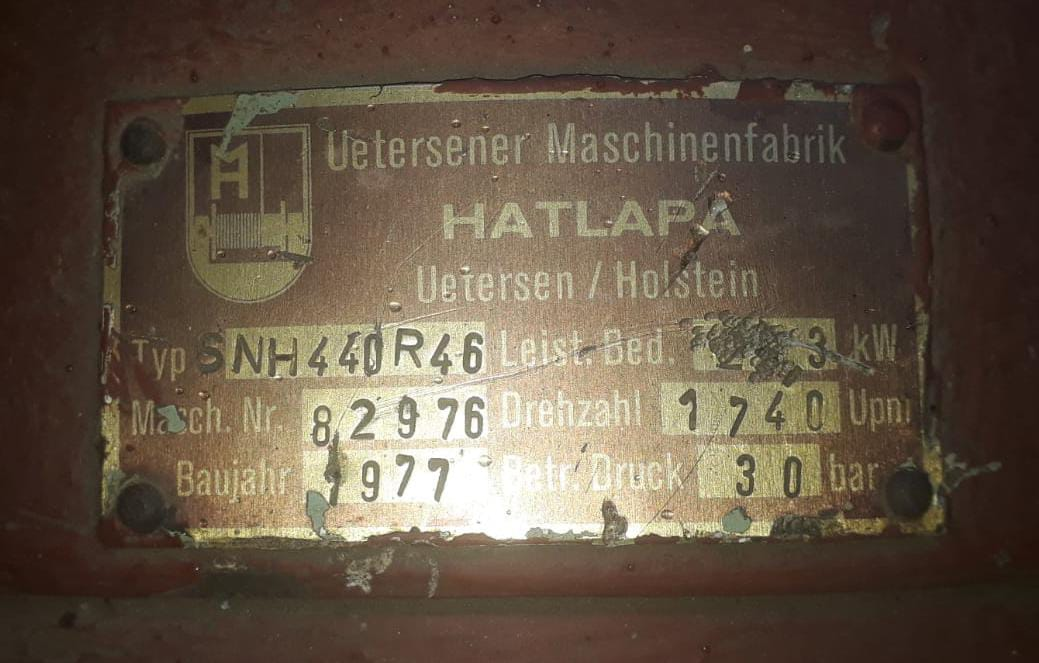 H
Uetersener Maschinenfabrik
HATLAPA
Uetersen / Holstein
Typ SNH440R46 Leist. Bed. kW
Masch. Nr. 82976 Drehzahl 1740 Upm
Baujahr 1977 Betr. Druck 30 bar